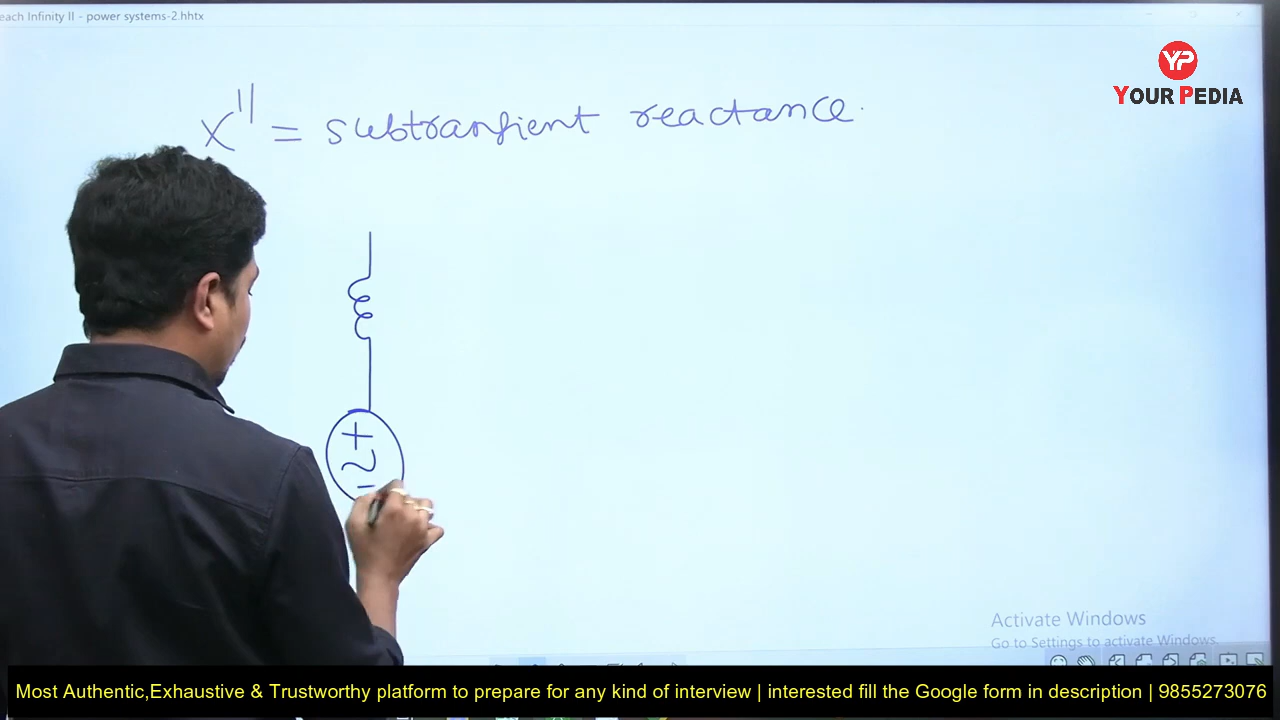 each Infinity II - power systems-2.hhtx
YP
YOUR PEDIA
X'' = subtransient reactance.
+
~
-
Activate Windows
Go to Settings to activate Windows.
Most Authentic,Exhaustive & Trustworthy platform to prepare for any kind of interview | interested fill the Google form in description | 9855273076